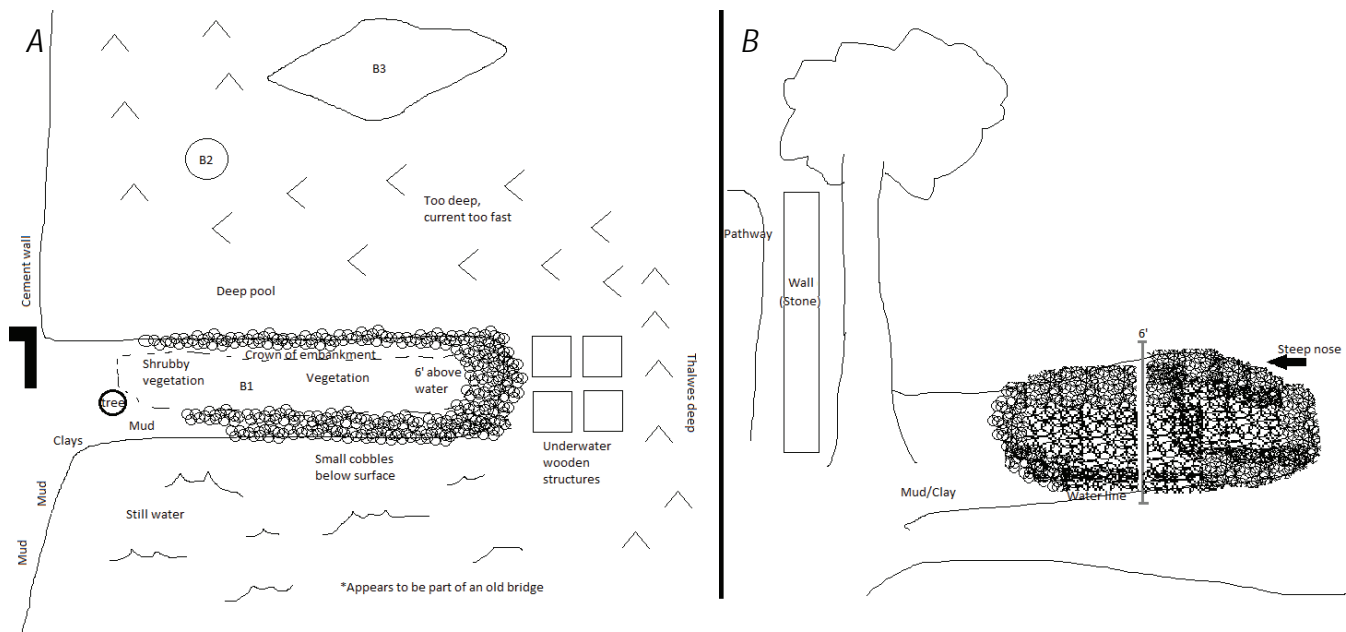 A
B3
B2
Too deep,
current too fast
Cement wall
Deep pool
Crown of embankment
Shrubby
vegetation
Vegetation
B1
6' above
water
tree
Mud
Clays
Thalwes deep
Underwater
wooden
structures
Small cobbles
below surface
Mud
Still water
Mud
*Appears to be part of an old bridge
B
Pathway
Wall
(Stone)
6'
Steep nose
Mud/Clay
Water line